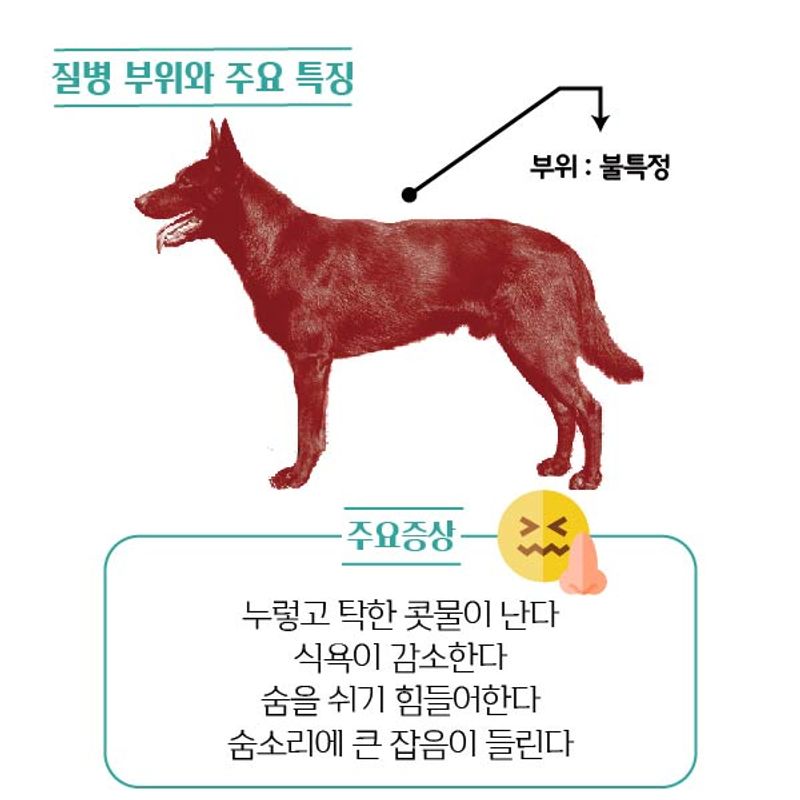 질병 부위와 주요 특징
부위 : 불특정
주요증상
누렇고 탁한 콧물이 난다
식욕이 감소한다
숨을 쉬기 힘들어한다
숨소리에 큰 잡음이 들린다